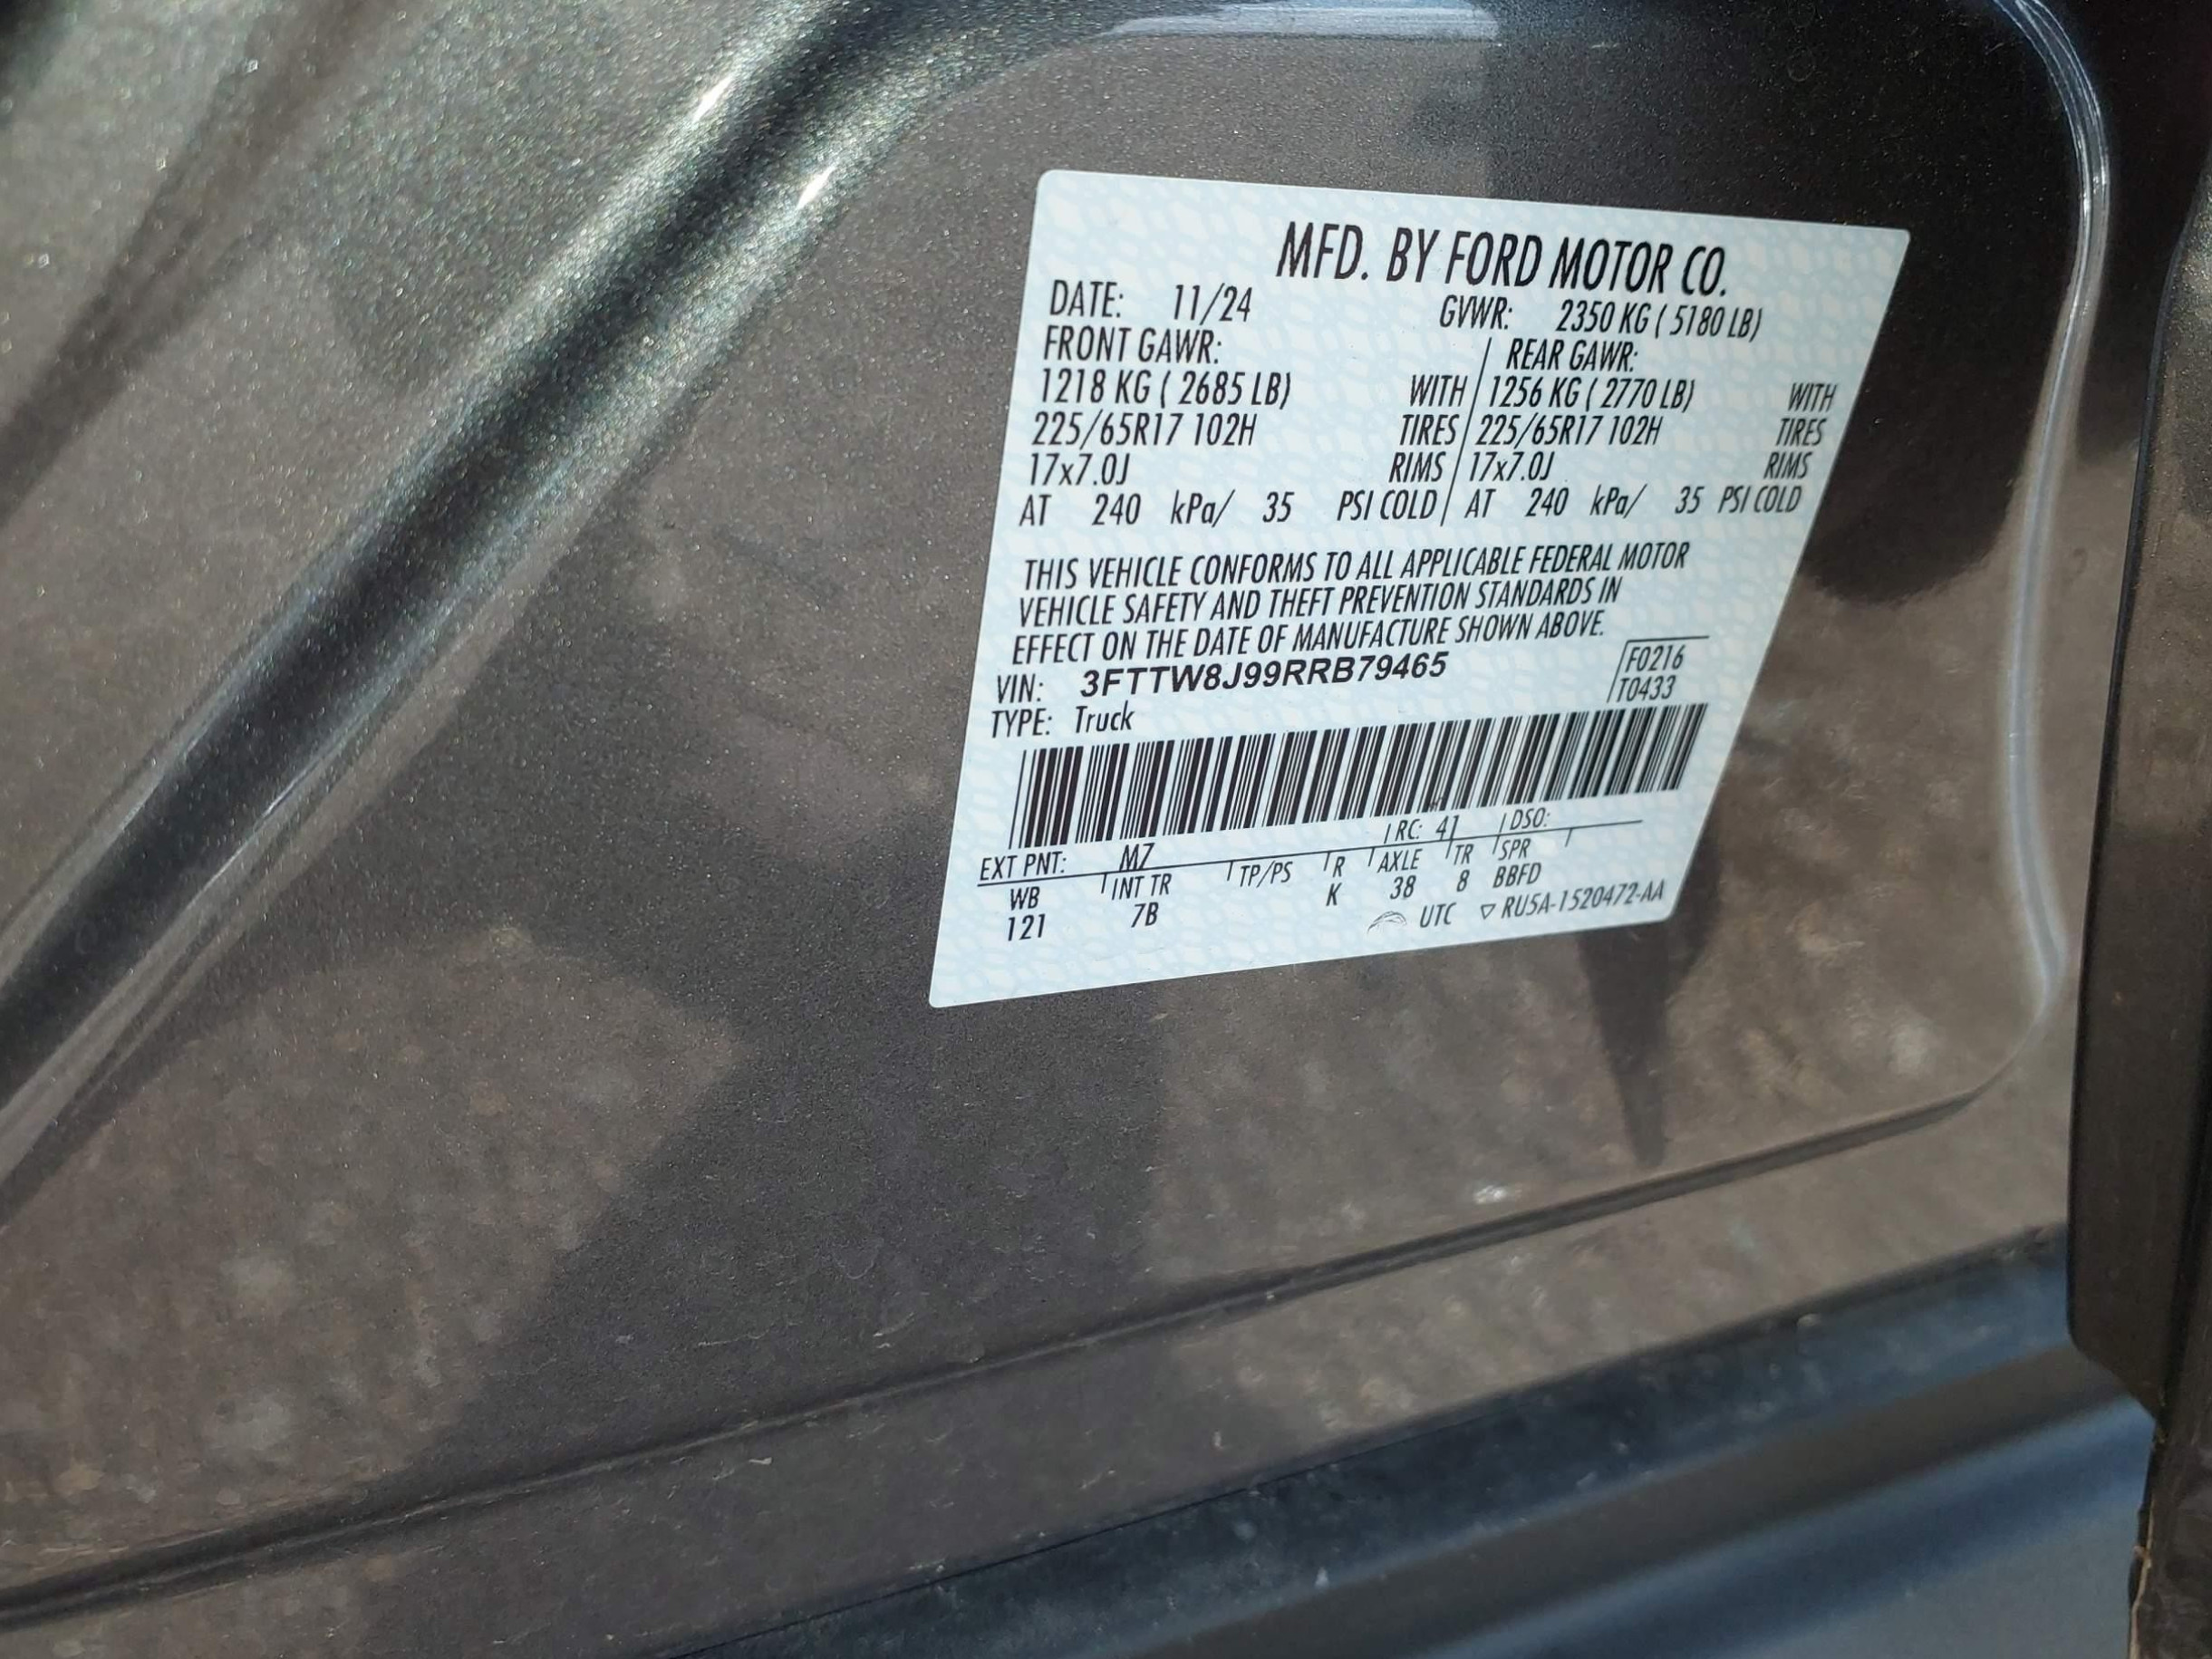 MFD. BY FORD MOTOR CO.
DATE: 11/24 GVWR: 2350 KG ( 5180 LB)
FRONT GAWR: REAR GAWR:
1218 KG ( 2685 LB) WITH 1256 KG ( 2770 LB) WITH
225/65R17 102H TIRES 225/65R17 102H TIRES
17x7.0J RIMS 17x7.0J RIMS
AT 240 kPa/ 35 PSI COLD AT 240 kPa/ 35 PSI COLD
THIS VEHICLE CONFORMS TO ALL APPLICABLE FEDERAL MOTOR
VEHICLE SAFETY AND THEFT PREVENTION STANDARDS IN
EFFECT ON THE DATE OF MANUFACTURE SHOWN ABOVE.
VIN: 3FTTW8J99RRB79465 F0216
TYPE: Truck T0433
EXT PNT: M7 RC: 41 DSO:
WB INT TR TP/PS R AXLE TR SPR
121 7B K 38 8 BBFD
UTC RU5A-1520472-AA